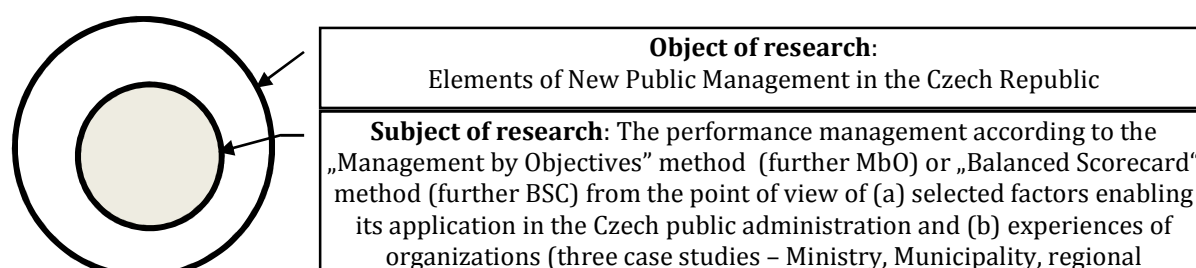 Object of research:
Elements of New Public Management in the Czech Republic
Subject of research: The performance management according to the
„Management by Objectives” method (further MbO) or „Balanced Scorecard“
method (further BSC) from the point of view of (a) selected factors enabling
its application in the Czech public administration and (b) experiences of
organizations (three case studies – Ministry, Municipality, regional